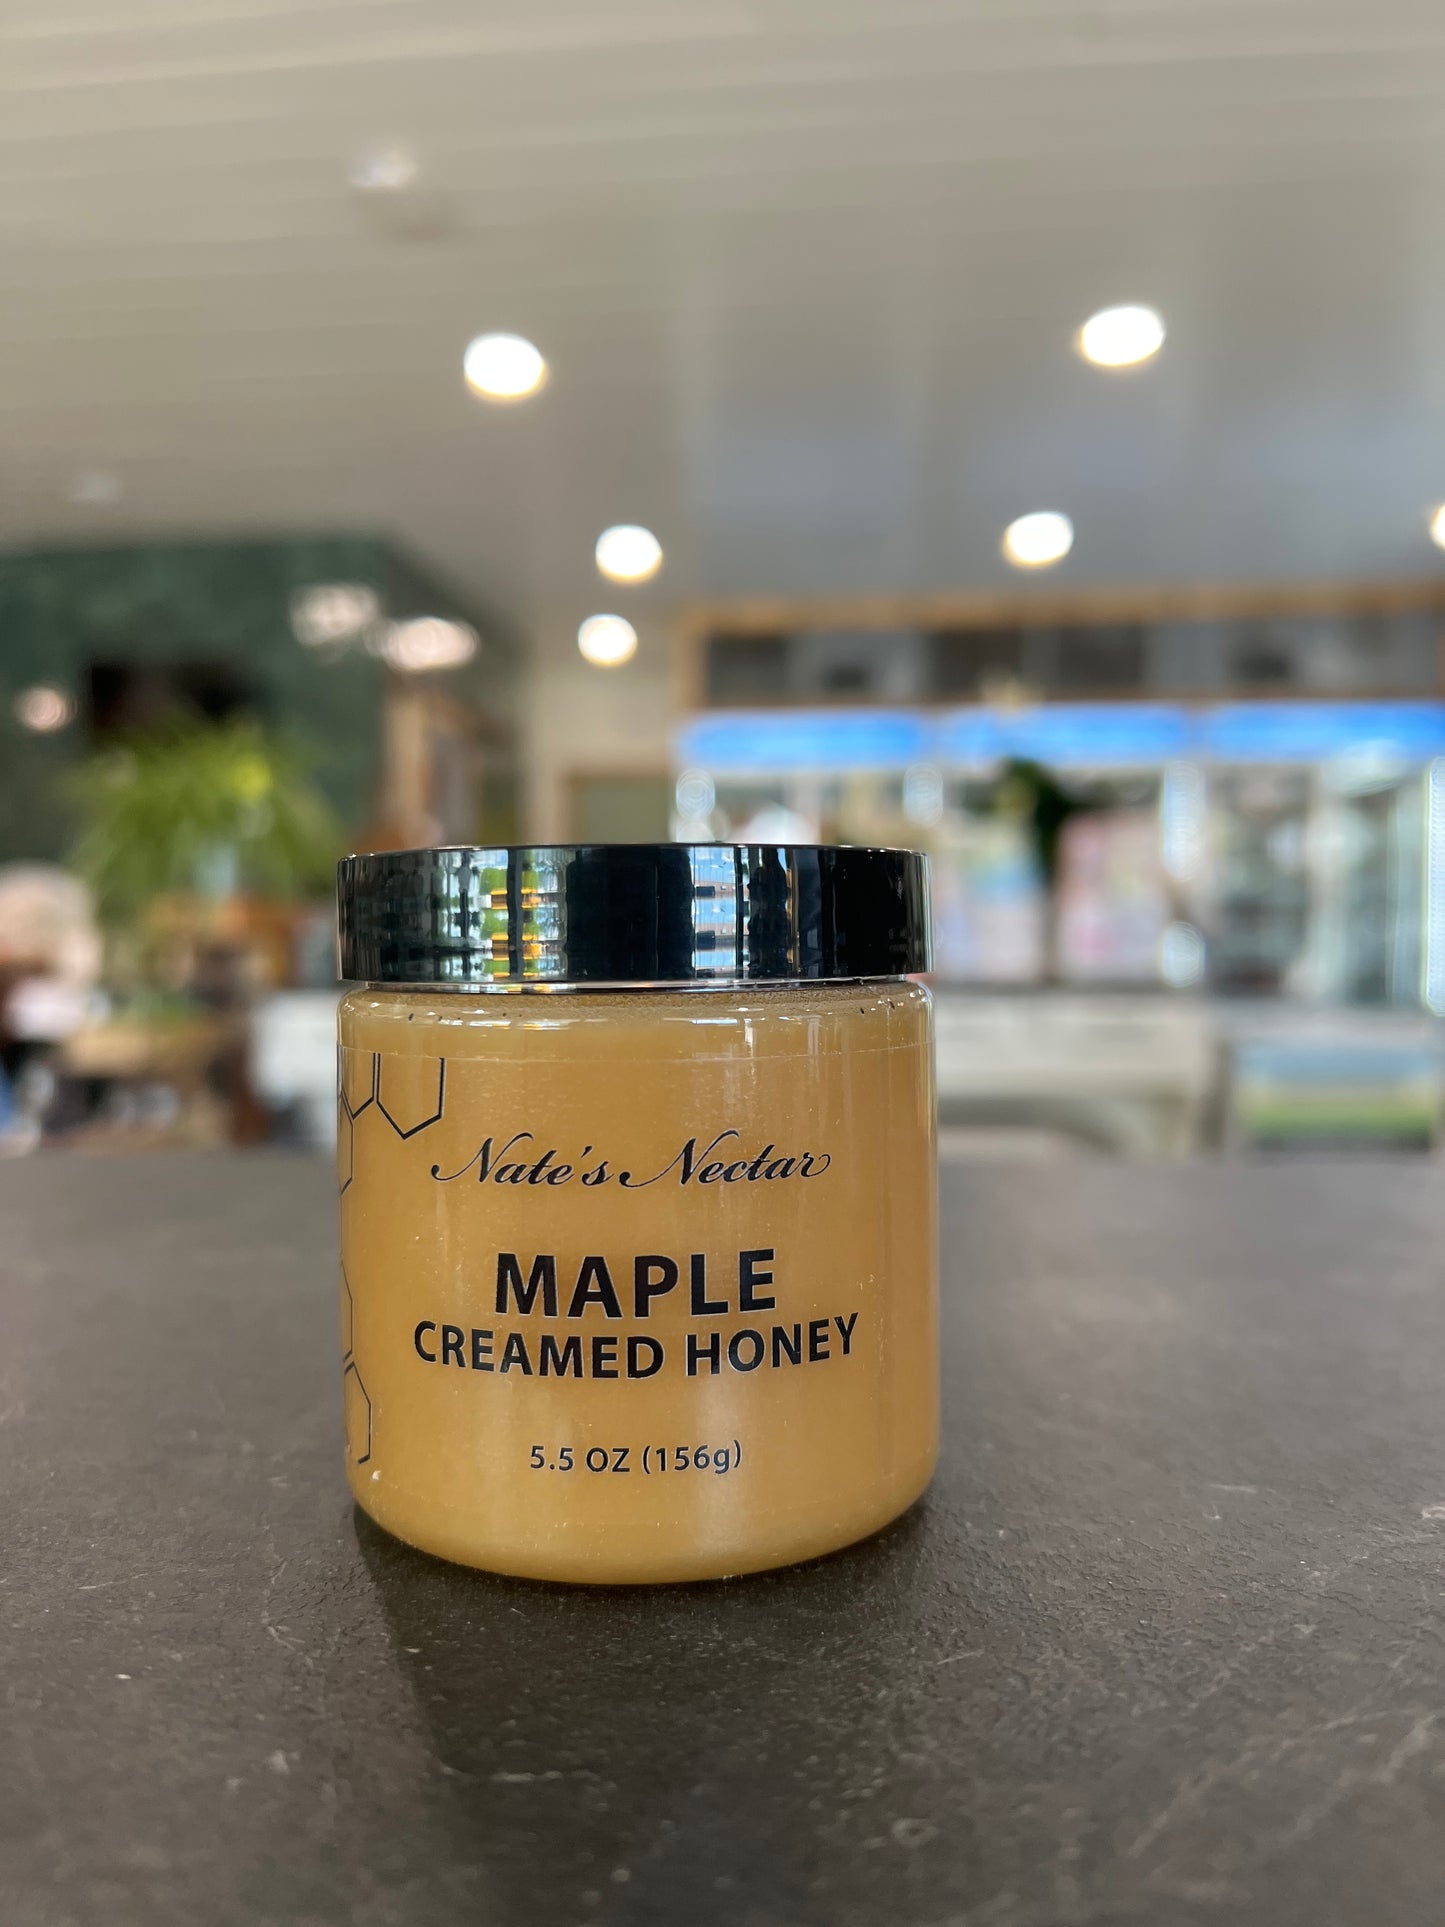 Nate's Nectar
MAPLE
CREAMED HONEY
5.5 OZ (156g)